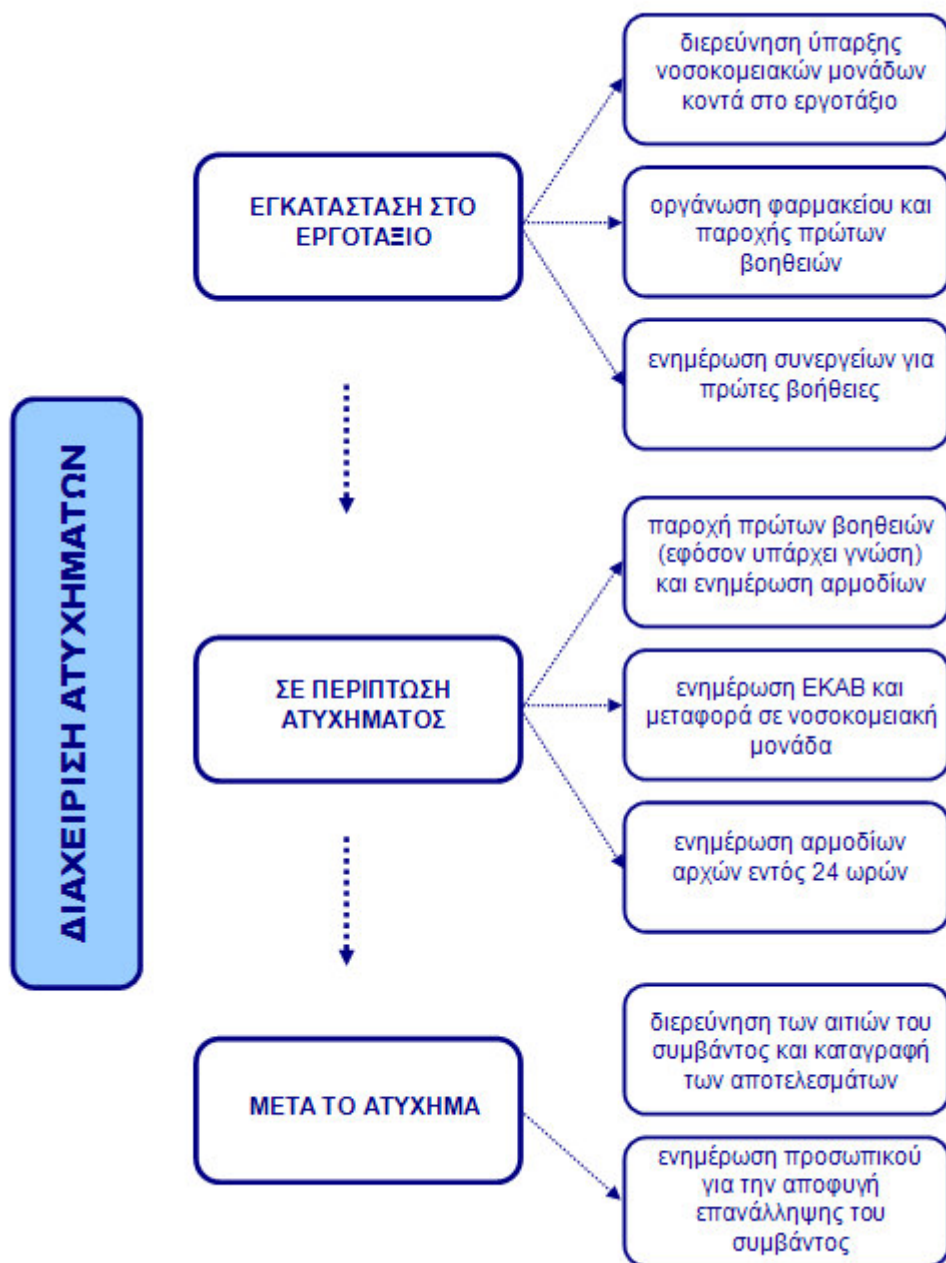 ΔΙΑΧΕΙΡΙΣΗ ΑΤΥΧΗΜΑΤΩΝ
ΕΓΚΑΤΑΣΤΑΣΗ ΣΤΟ
ΕΡΓΟΤΑΞΙΟ
διερεύνηση ύπαρξης
νοσοκομειακών μονάδων
κοντά στο εργοτάξιο
οργάνωση φαρμακείου και
παροχής πρώτων
βοηθειών
ενημέρωση συνεργείων για
πρώτες βοήθειες
ΣΕ ΠΕΡΙΠΤΩΣΗ
ΑΤΥΧΗΜΑΤΟΣ
παροχή πρώτων βοηθειών
(εφόσον υπάρχει γνώση)
και ενημέρωση αρμοδίων
ενημέρωση ΕΚΑΒ και
μεταφορά σε νοσοκομειακή
μονάδα
ενημέρωση αρμοδίων
αρχών εντός 24 ωρών
ΜΕΤΑ ΤΟ ΑΤΥΧΗΜΑ
διερεύνηση των αιτιών του
συμβάντος και καταγραφή
των αποτελεσμάτων
ενημέρωση προσωπικού
για την αποφυγή
επανάλληψης του
συμβάντος